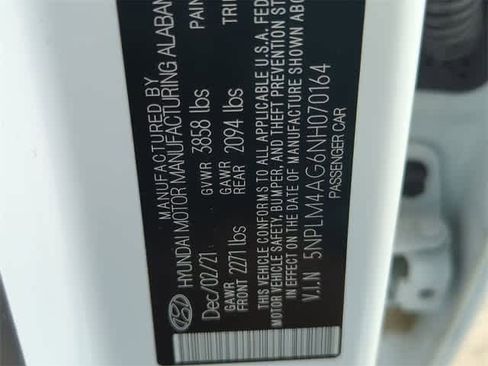 MANUFACTURED BY
HYUNDAI MOTOR MANUFACTURING ALABAM
Dec/02/21 GVWR 3858 lbs PAIN
GAWR FRONT 2271 lbs GAWR REAR 2094 lbs TRI
THIS VEHICLE CONFORMS TO ALL APPLICABLE U.S.A. FED
MOTOR VEHICLE SAFETY, BUMPER, AND THEFT PREVENTION ST
IN EFFECT ON THE DATE OF MANUFACTURE SHOWN ABOVE.
V.I.N 5NPLM4AG6NH070164
PASSENGER CAR